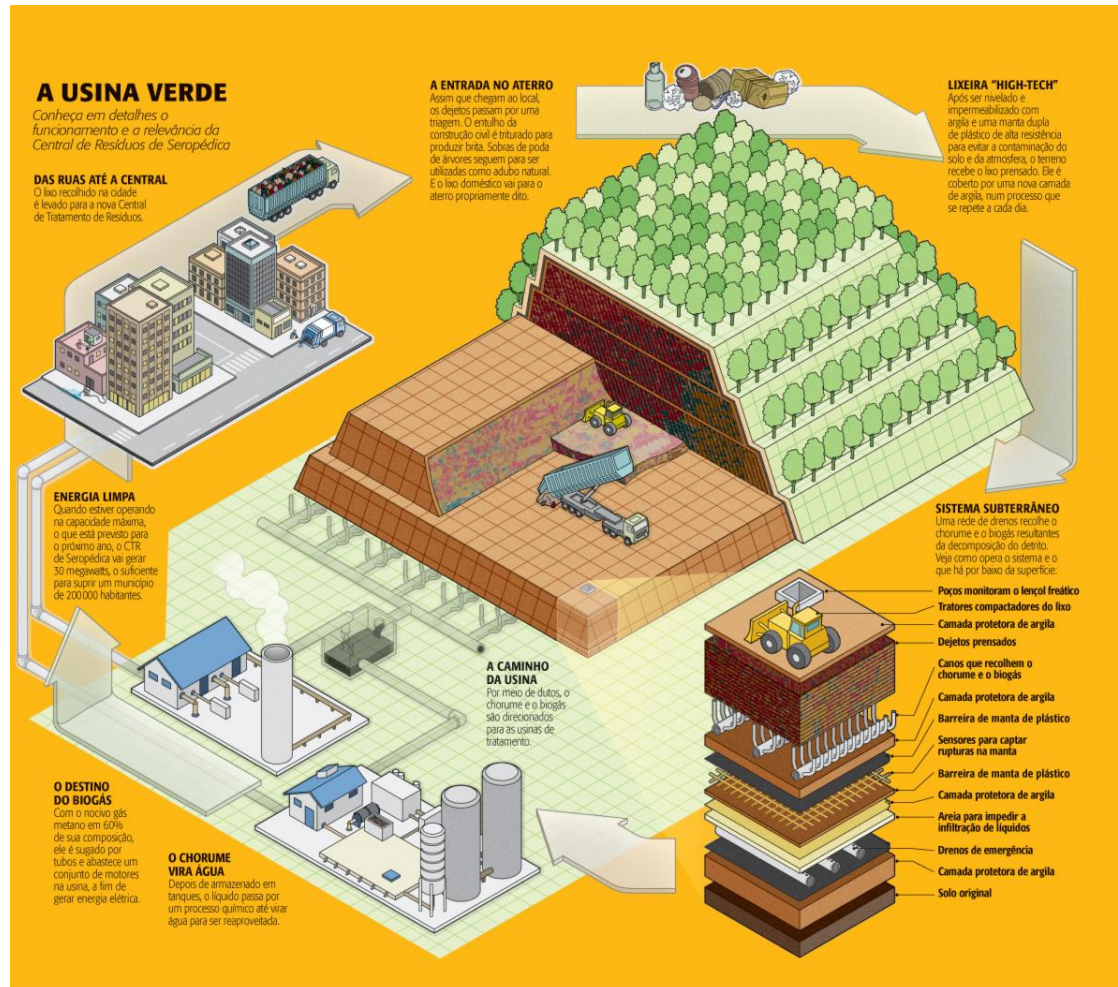 A USINA VERDE
Conheça em detalhes o
funcionamento e a relevância da
Central de Resíduos de Seropédica
DAS RUAS ATÉ A CENTRAL
O lixo recolhido na cidade
é levado para a nova Central
de Tratamento de Resíduos.
A ENTRADA NO ATERRO
Assim que chegam ao local,
os dejetos passam por uma
triagem. O entulho da
construção civil é triturado para
produzir brita. Sobras de poda
de árvores seguem para ser
utilizadas como adubo natural.
E o lixo doméstico vai para o
aterro propriamente dito.
LIXEIRA "HIGH-TECH"
Após ser nivelado e
impermeabilizado com
argila e uma manta dupla
de plástico de alta resistência
para evitar a contaminação do
solo e da atmosfera, o terreno
recebe o lixo prensado. Ele é
coberto por uma nova camada
de argila, num processo que
se repete a cada dia.
SISTEMA SUBTERRÂNEO
Uma rede de drenos recolhe o
chorume e o biogás resultantes
da decomposição do detrito.
Veja como opera o sistema e o
que há por baixo da superfície:
Poços monitoram o lençol freático
Tratores compactadores do lixo
Camada protetora de argila
Dejetos prensados
Canos que recolhem o
chorume e o biogás
Camada protetora de argila
Barreira de manta de plástico
Sensores para captar
rupturas na manta
Barreira de manta de plástico
Camada protetora de argila
Areia para impedir a
infiltração de líquidos
Drenos de emergência
Camada protetora de argila
Solo original
A CAMINHO
DA USINA
Por meio de dutos, o
chorume e o biogás
são direcionados
para as usinas de
tratamento.
O CHORUME
VIRA ÁGUA
Depois de armazenado em
tanques, o líquido passa por
um processo químico até virar
água para ser reaproveitada.
O DESTINO
DO BIOGÁS
Com o nocivo gás
metano em 60%
de sua composição,
ele é sugado por
tubos e abastece um
conjunto de motores
na usina, a fim de
gerar energia elétrica.
ENERGIA LIMPA
Quando estiver operando
na capacidade máxima,
o que está previsto para
o próximo ano, o CTR
de Seropédica vai gerar
30 megawatts, o suficiente
para suprir um município
de 200000 habitantes.